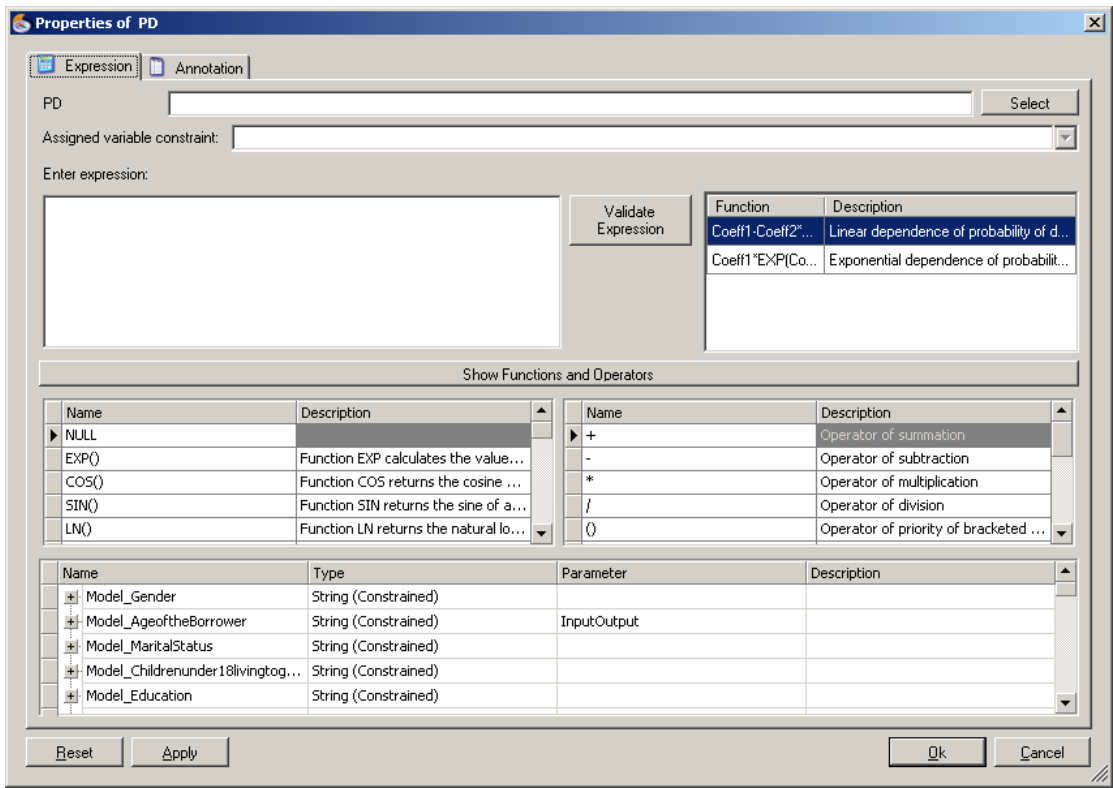 Properties of PD
Expression
Annotation
PD
Select
Assigned variable constraint:
Enter expression:
Validate
Expression
Function Description
Coeff1-Coeff2*... Linear dependence of probability of d...
Coeff1*EXP(Co... Exponential dependence of probabilit...
Show Functions and Operators
Name Description
NULL
EXP() Function EXP calculates the value...
COS() Function COS returns the cosine ...
SIN() Function SIN returns the sine of a...
LN() Function LN returns the natural lo...
Name Description
+ Operator of summation
- Operator of subtraction
* Operator of multiplication
/ Operator of division
() Operator of priority of bracketed ...
Name Type Parameter Description
Model_Gender String (Constrained)
Model_AgeoftheBorrower String (Constrained) InputOutput
Model_MaritalStatus String (Constrained)
Model_Childrenunder18livingtog... String (Constrained)
Model_Education String (Constrained)
Reset
Apply
Ok
Cancel